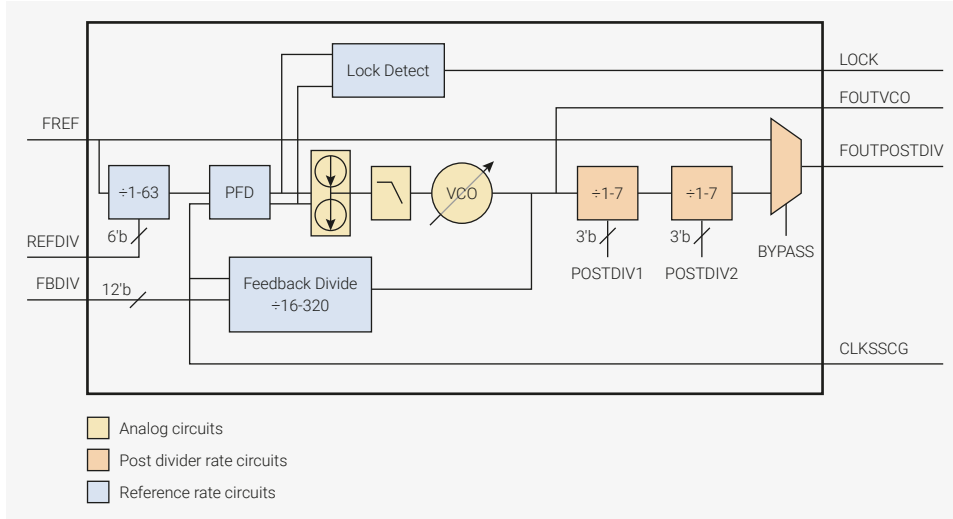 LOCK
Lock Detect
FOUTVCO
FREF
FOUTPOSTDIV
÷1-63
PFD
VCO
÷1-7
÷1-7
6'b
3'b
3'b
REFDIV
BYPASS
POSTDIV1
POSTDIV2
FBDIV
12'b
Feedback Divide
÷16-320
CLKSSCG
Analog circuits
Post divider rate circuits
Reference rate circuits